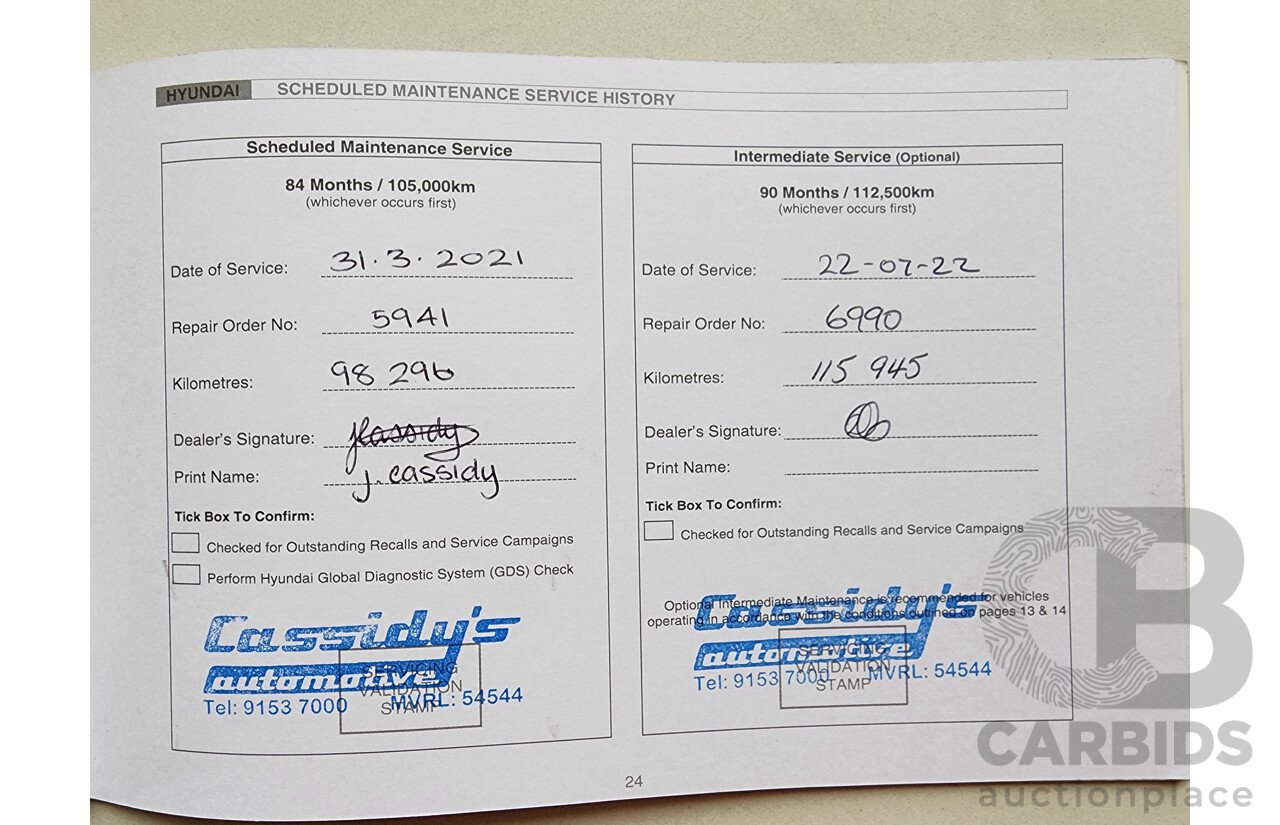 HYUNDAI SCHEDULED MAINTENANCE SERVICE HISTORY
Scheduled Maintenance Service
84 Months / 105,000km
(whichever occurs first)
Date of Service: 31.3.2021
Repair Order No: 5941
Kilometres: 98 296
Dealer's Signature: JCassidy
Print Name: J. Cassidy
Tick Box To Confirm:
Checked for Outstanding Recalls and Service Campaigns
Perform Hyundai Global Diagnostic System (GDS) Check
Cassidy's
automotive
SERVICING
VALIDATION
STAMP
Tel: 9153 7000 MVRL: 54544
Intermediate Service (Optional)
90 Months / 112,500km
(whichever occurs first)
Date of Service: 22-07-22
Repair Order No: 6990
Kilometres: 115 945
Dealer's Signature:
Print Name:
Tick Box To Confirm:
Checked for Outstanding Recalls and Service Campaigns
Optional Intermediate Maintenance is recommended for vehicles
operating in accordance with the conditions outlined on pages 13 & 14
Cassidy's
automotive
SERVICING
VALIDATION
STAMP
Tel: 9153 7000 MVRL: 54544
24
CB
CARBIDS
auctionplace